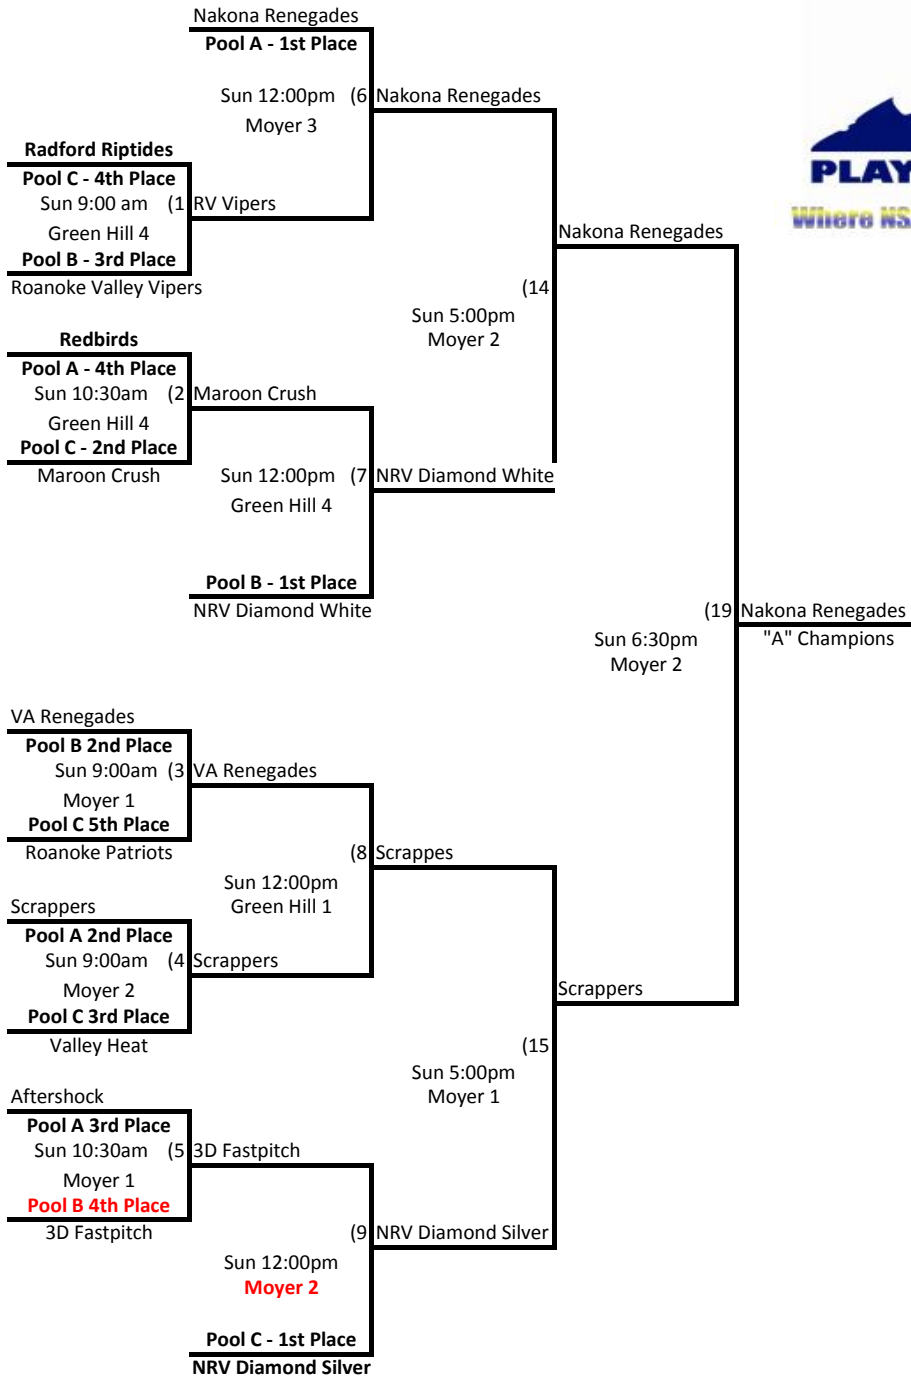 Nakona Renegades
Pool A - 1st Place
Sun 12:00pm (6 Nakona Renegades
Moyer 3
PLAY
Radford Riptides
Pool C - 4th Place
Sun 9:00 am (1 RV Vipers
Where NS
Green Hill 4
Nakona Renegades
Pool B - 3rd Place
Roanoke Valley Vipers
(14
Sun 5:00pm
Moyer 2
Redbirds
Pool A - 4th Place
Sun 10:30am (2 Maroon Crush
Green Hill 4
Pool C - 2nd Place
Maroon Crush
Sun 12:00pm (7 NRV Diamond White
Green Hill 4
Pool B - 1st Place
NRV Diamond White
(19 Nakona Renegades
Sun 6:30pm
"A" Champions
Moyer 2
VA Renegades
Pool B 2nd Place
Sun 9:00am (3 VA Renegades
Moyer 1
Pool C 5th Place
Roanoke Patriots
(8 Scrappes
Sun 12:00pm
Green Hill 1
Scrappers
Pool A 2nd Place
Sun 9:00am (4 Scrappers
Moyer 2
Scrappers
Pool C 3rd Place
Valley Heat
(15
Sun 5:00pm
Moyer 1
Aftershock
Pool A 3rd Place
Sun 10:30am (5 3D Fastpitch
Moyer 1
Pool B 4th Place
3D Fastpitch
(9 NRV Diamond Silver
Sun 12:00pm
Moyer 2
Pool C - 1st Place
NRV Diamond Silver